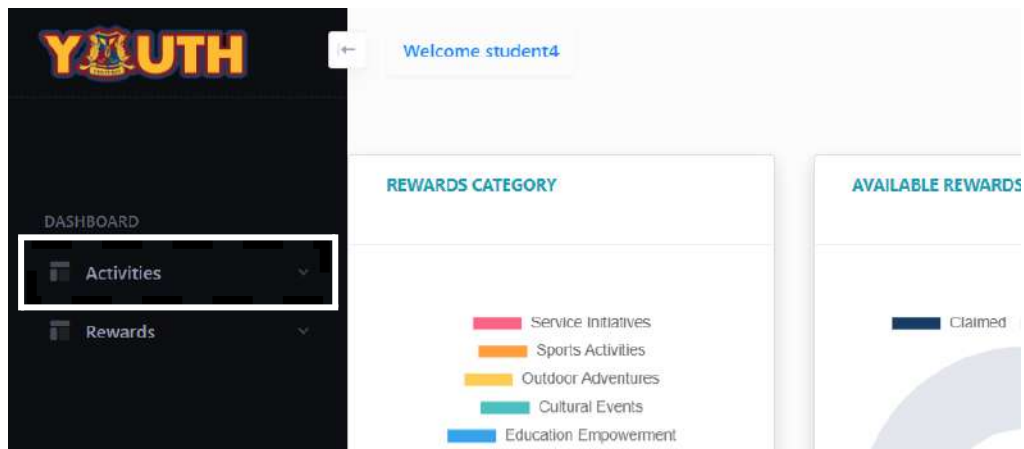 YOUTH
Welcome student4
REWARDS CATEGORY
AVAILABLE REWARDS
DASHBOARD
Activities
Rewards
Service Initiatives
Sports Activities
Outdoor Adventures
Cultural Events
Education Empowerment
Claimed